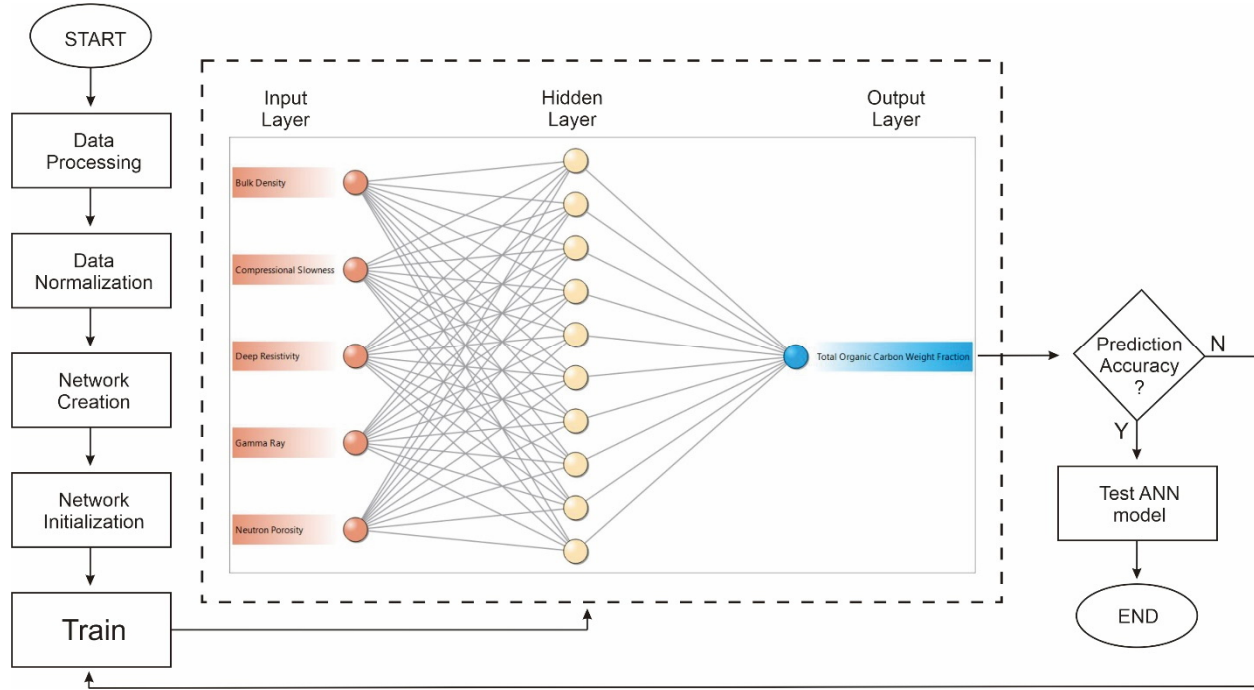 START
Data
Processing
Data
Normalization
Network
Creation
Network
Initialization
Train
Input
Layer
Hidden
Layer
Output
Layer
Bulk Density
Compressional Slowness
Deep Resistivity
Gamma Ray
Neutron Porosity
Total Organic Carbon Weight Fraction
Prediction
Accuracy
?
N
Y
Test ANN
model
END